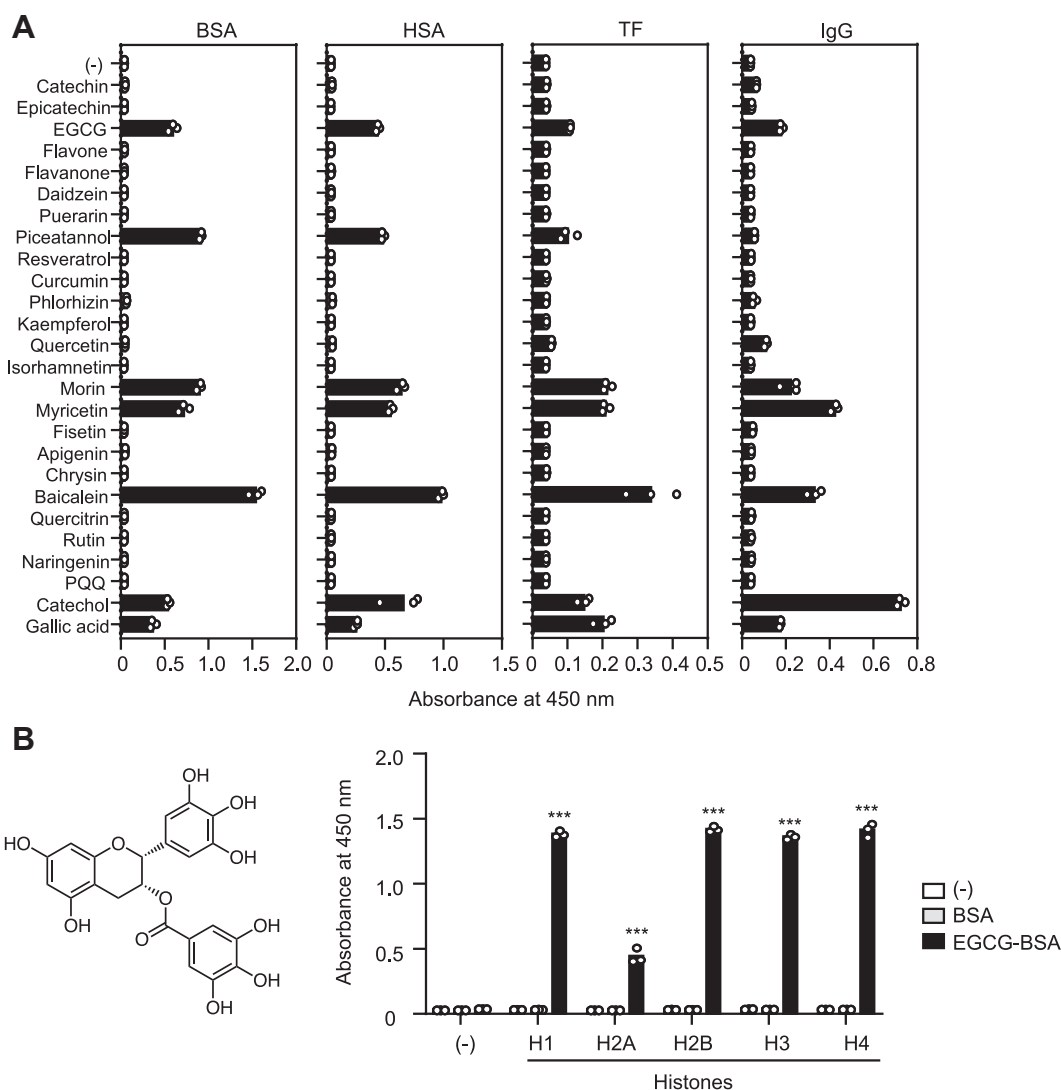 A
BSA HSA TF IgG
(-)
Catechin
Epicatechin
EGCG
Flavone
Flavanone
Daidzein
Puerarin
Piceatannol
Resveratrol
Curcumin
Phlorhizin
Kaempferol
Quercetin
Isorhamnetin
Morin
Myricetin
Fisetin
Apigenin
Chrysin
Baicalein
Quercitrin
Rutin
Naringenin
PQQ
Catechol
Gallic acid
0 0.5 1.0 1.5 2.0 0 0.5 1.0 1.5 0 0.1 0.2 0.3 0.4 0.5 0 0.2 0.4 0.6 0.8
Absorbance at 450 nm
B
OH
OH
OH
HO
O
OH
O
O
OH
OH
OH
Absorbance at 450 nm
2.0
1.5
1.0
0.5
0
*** *** *** *** ***
(-) H1 H2A H2B H3 H4
Histones
(-)
BSA
EGCG-BSA